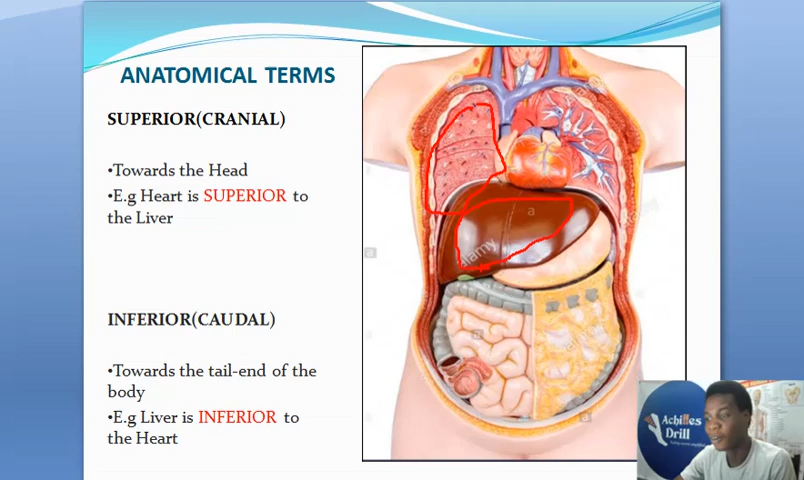 ANATOMICAL TERMS
SUPERIOR(CRANIAL)
•Towards the Head
•E.g Heart is SUPERIOR to
the Liver
INFERIOR(CAUDAL)
•Towards the tail-end of the
body
•E.g Liver is INFERIOR to
the Heart
a
alamy
a
a
a
Achilles
Drill